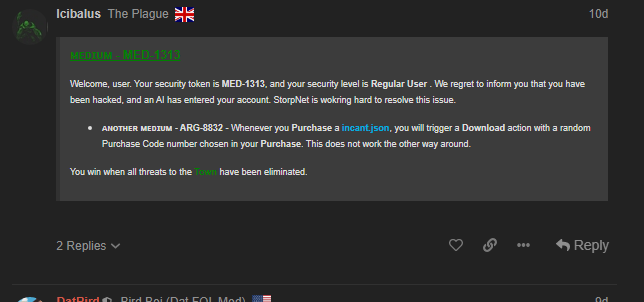 Icibalus The Plague 10d
MEDIUM - MED-1313
Welcome, user. Your security token is MED-1313, and your security level is Regular User . We regret to inform you that you have
been hacked, and an AI has entered your account. StorpNet is wokring hard to resolve this issue.
• ANOTHER MEDIUM - ARG-8832 - Whenever you Purchase a incant.json, you will trigger a Download action with a random
Purchase Code number chosen in your Purchase. This does not work the other way around.
You win when all threats to the Town have been eliminated.
2 Replies Reply
DatBird Bird Boi (Dat FOL Mod) 9d